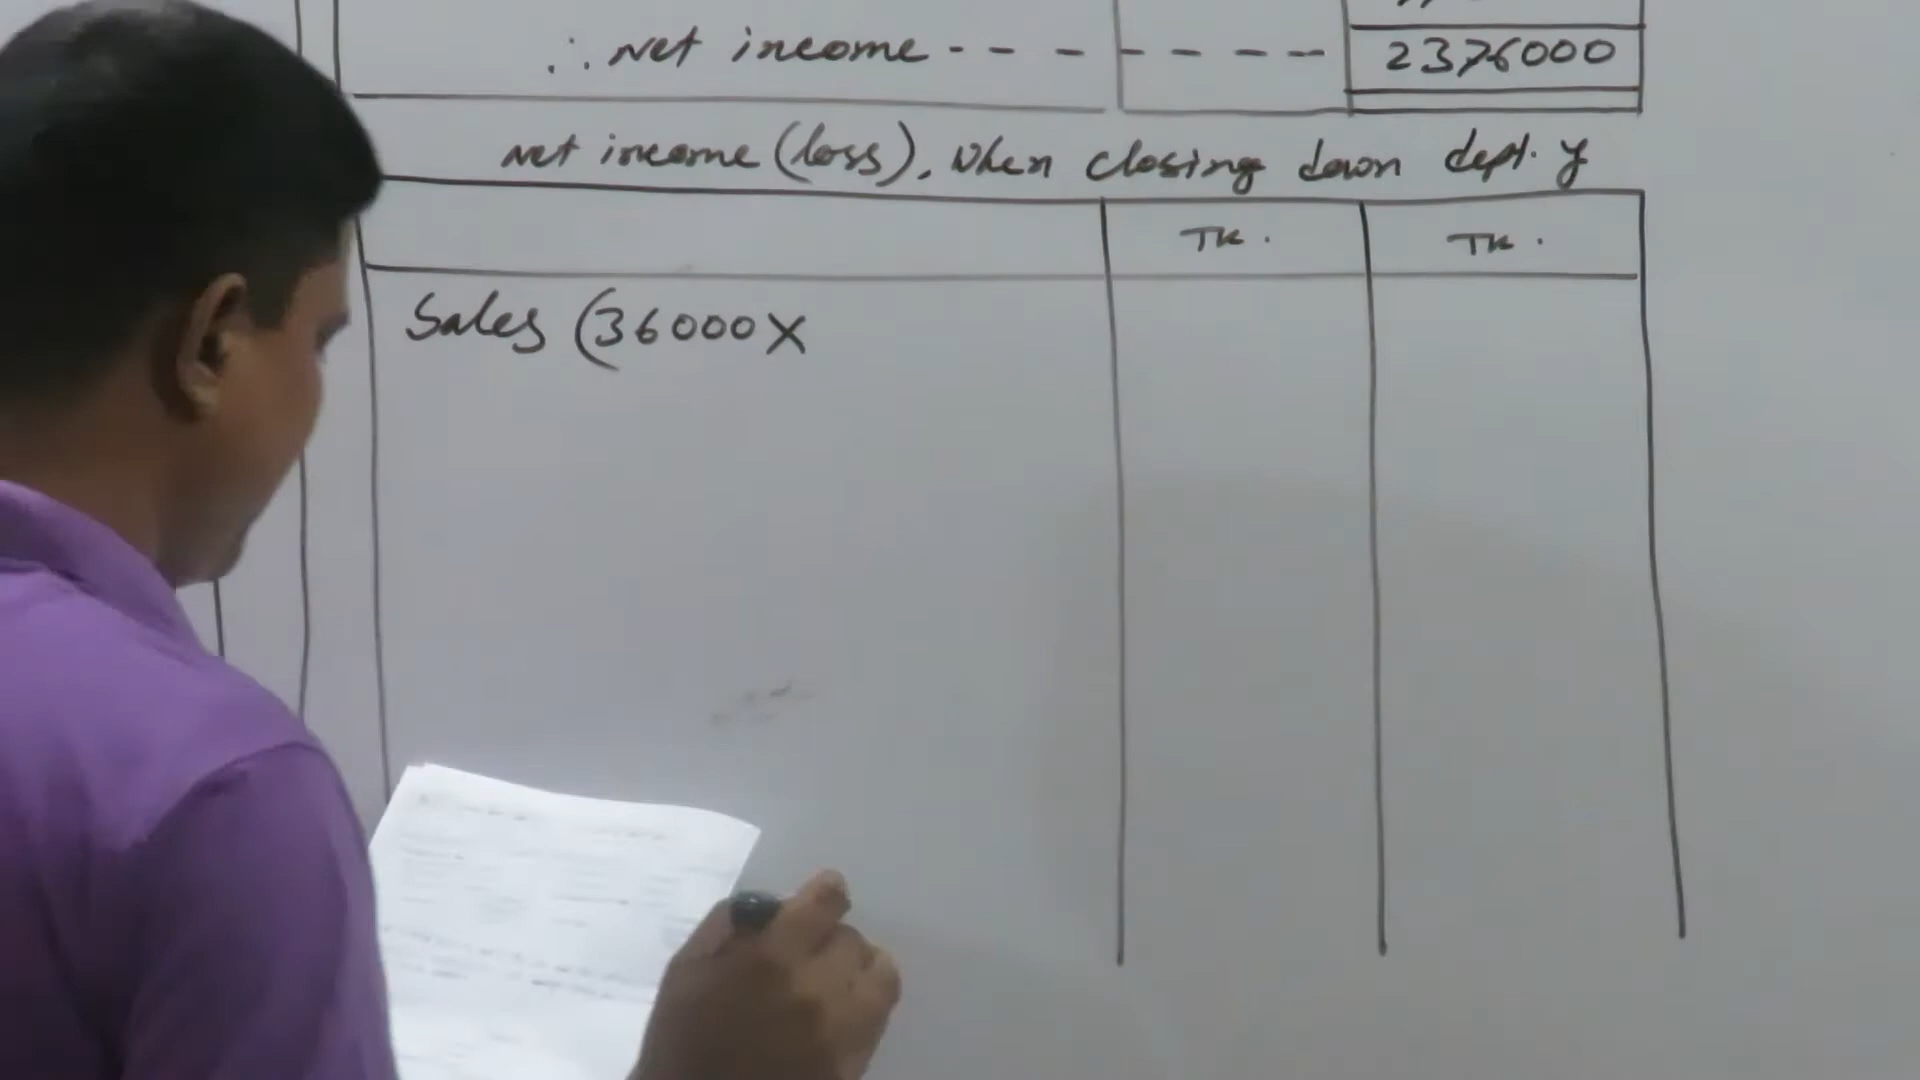 ∴ Net income - - - - - - - 2376000
net income (loss), when closing down dept. y
TK. TK.
Sales (36000 X